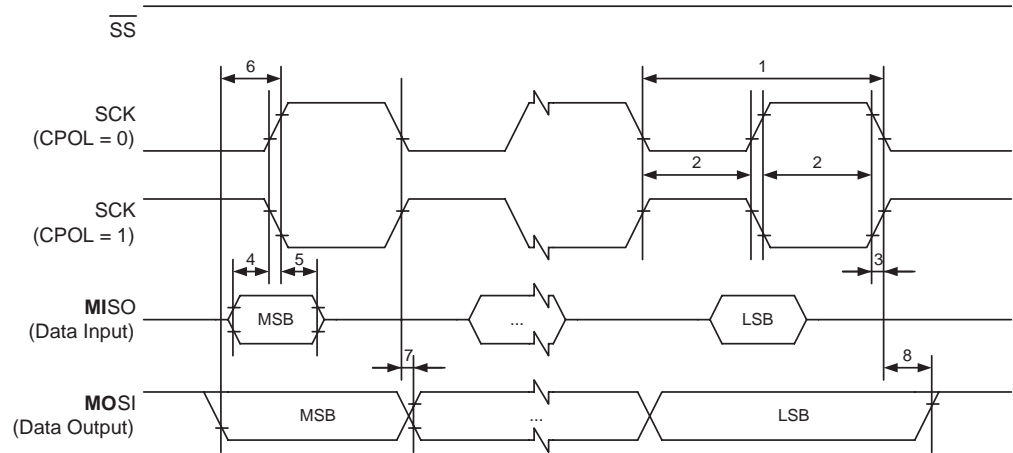 SS
6
1
SCK
(CPOL = 0)
2
2
SCK
(CPOL = 1)
4
5
3
MISO
(Data Input)
MSB
...
LSB
7
8
MOSI
(Data Output)
MSB
...
LSB